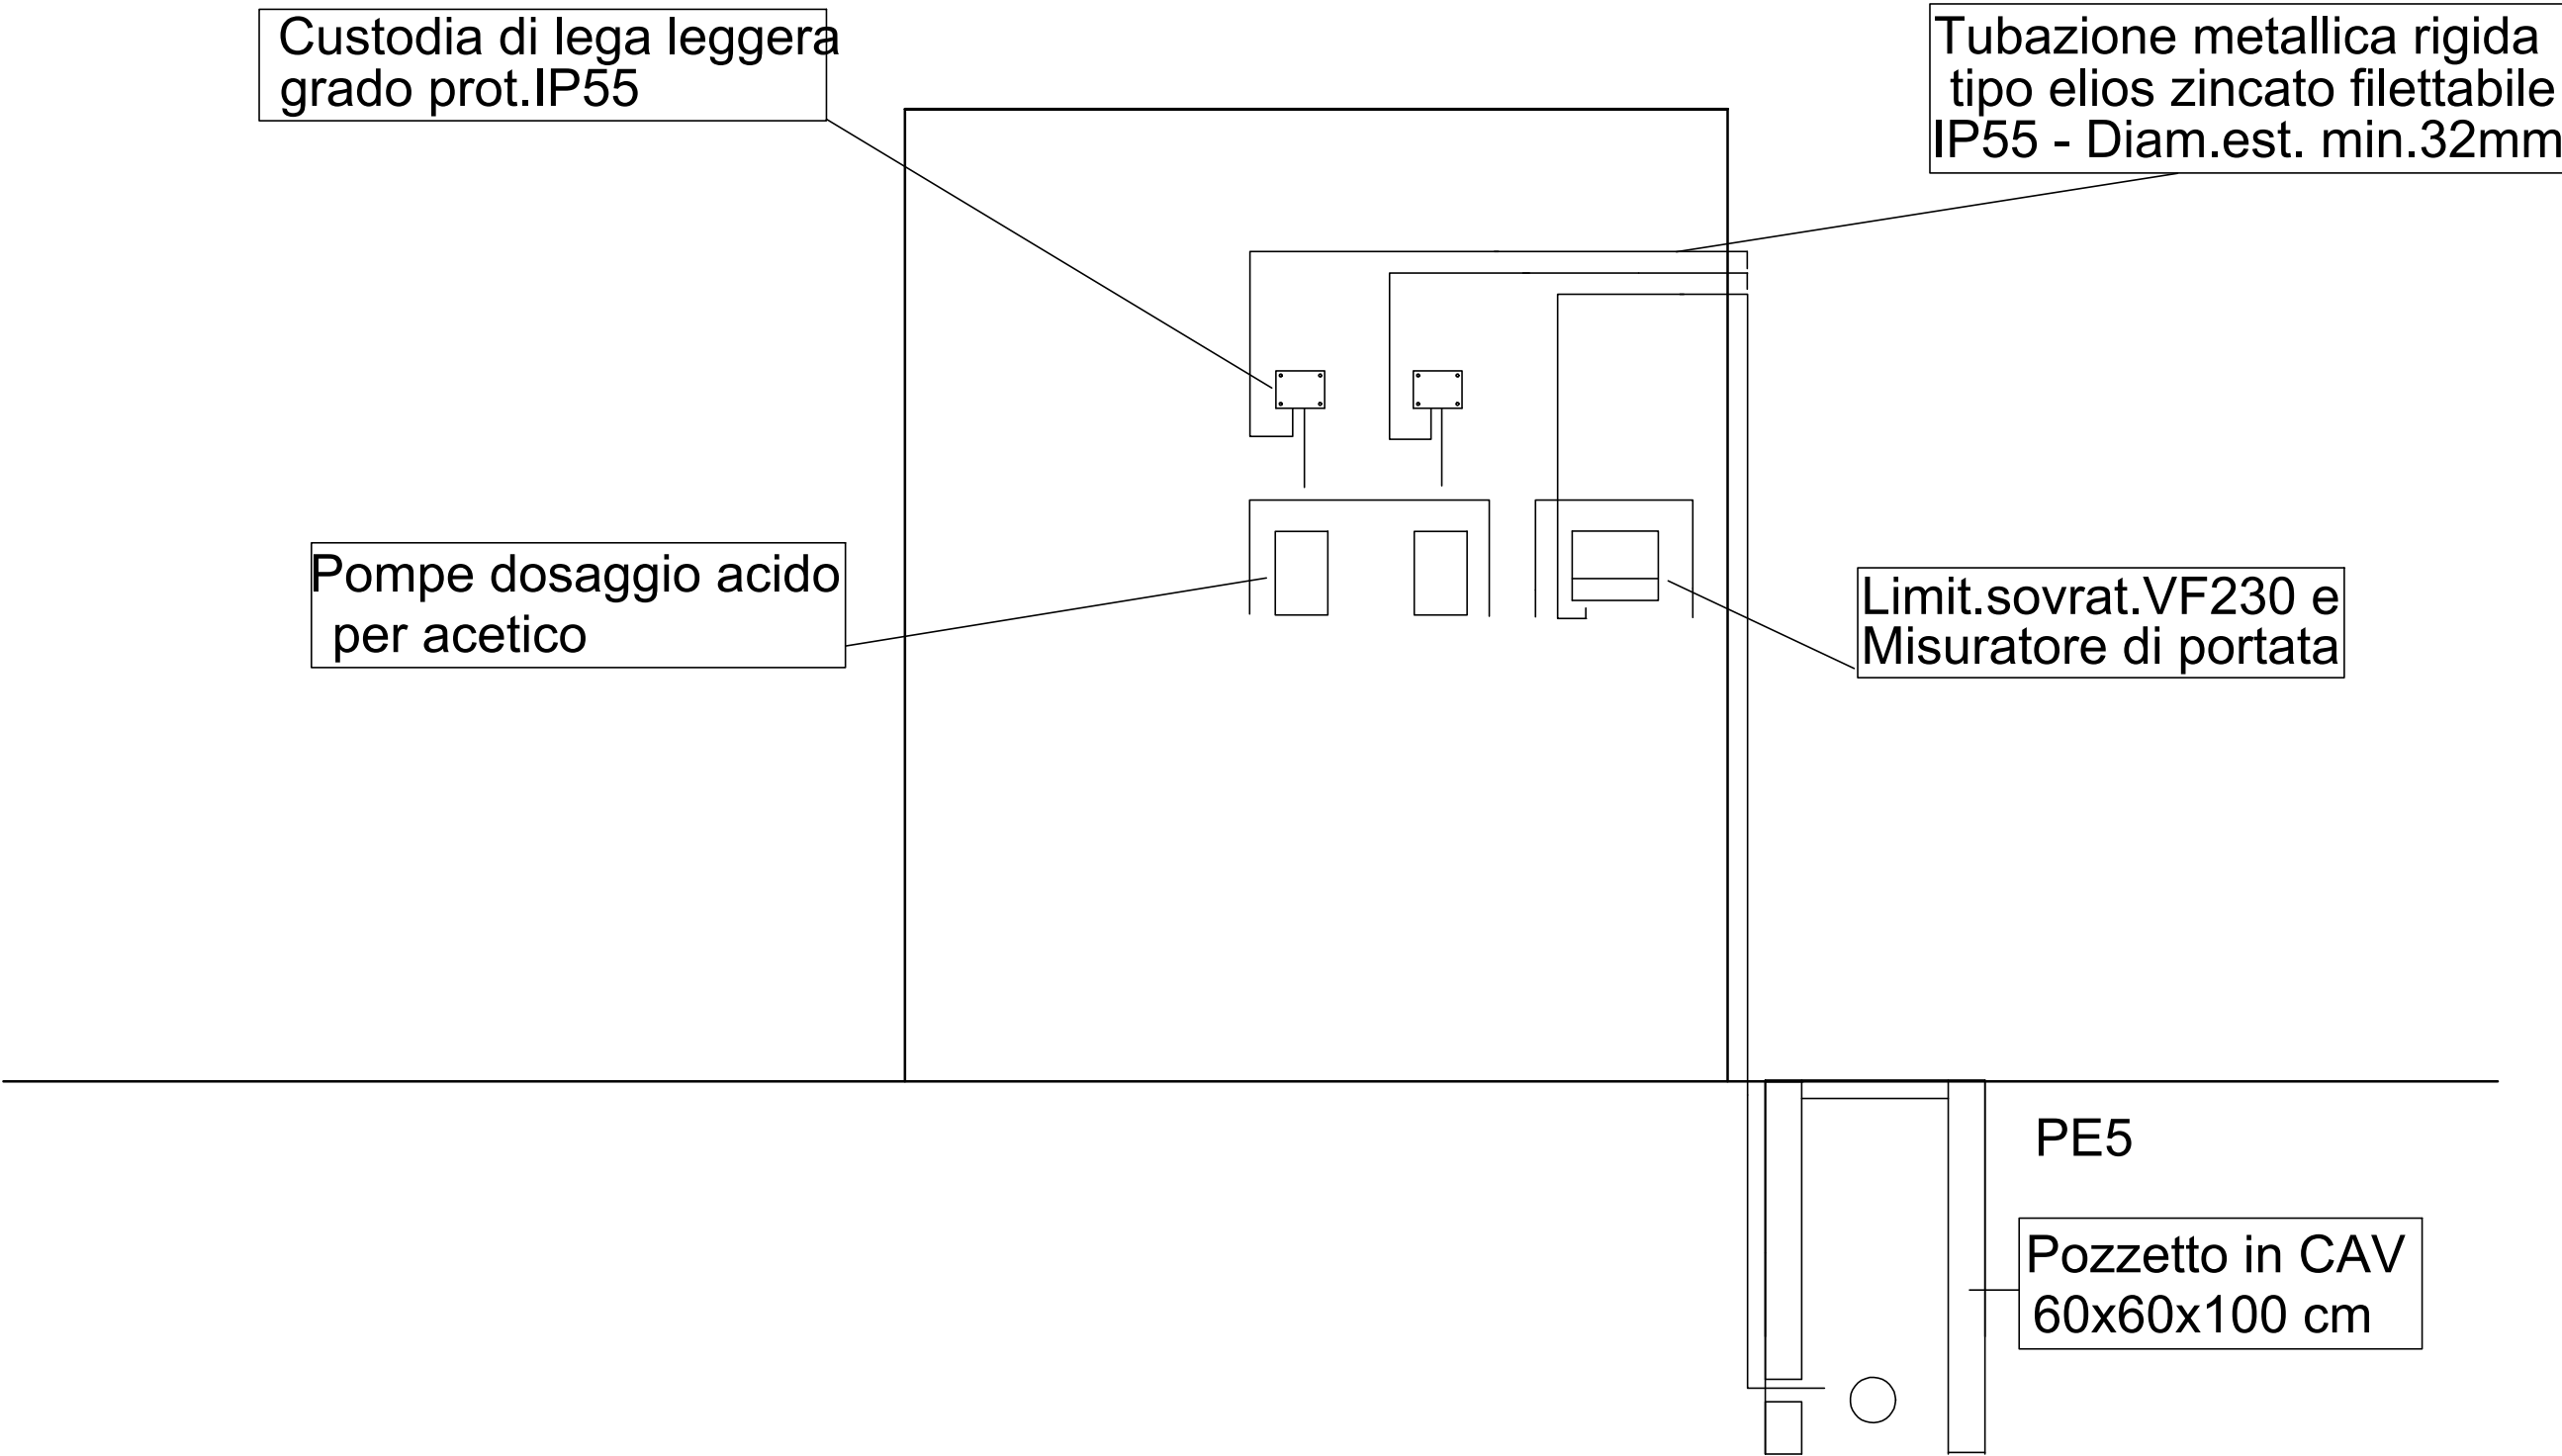 Custodia di lega leggera
grado prot.IP55
Tubazione metallica rigida
tipo elios zincato filettabile
IP55 - Diam.est. min.32mm
Pompe dosaggio acido
per acetico
Limit.sovrat.VF230 e
Misuratore di portata
PE5
Pozzetto in CAV
60x60x100 cm